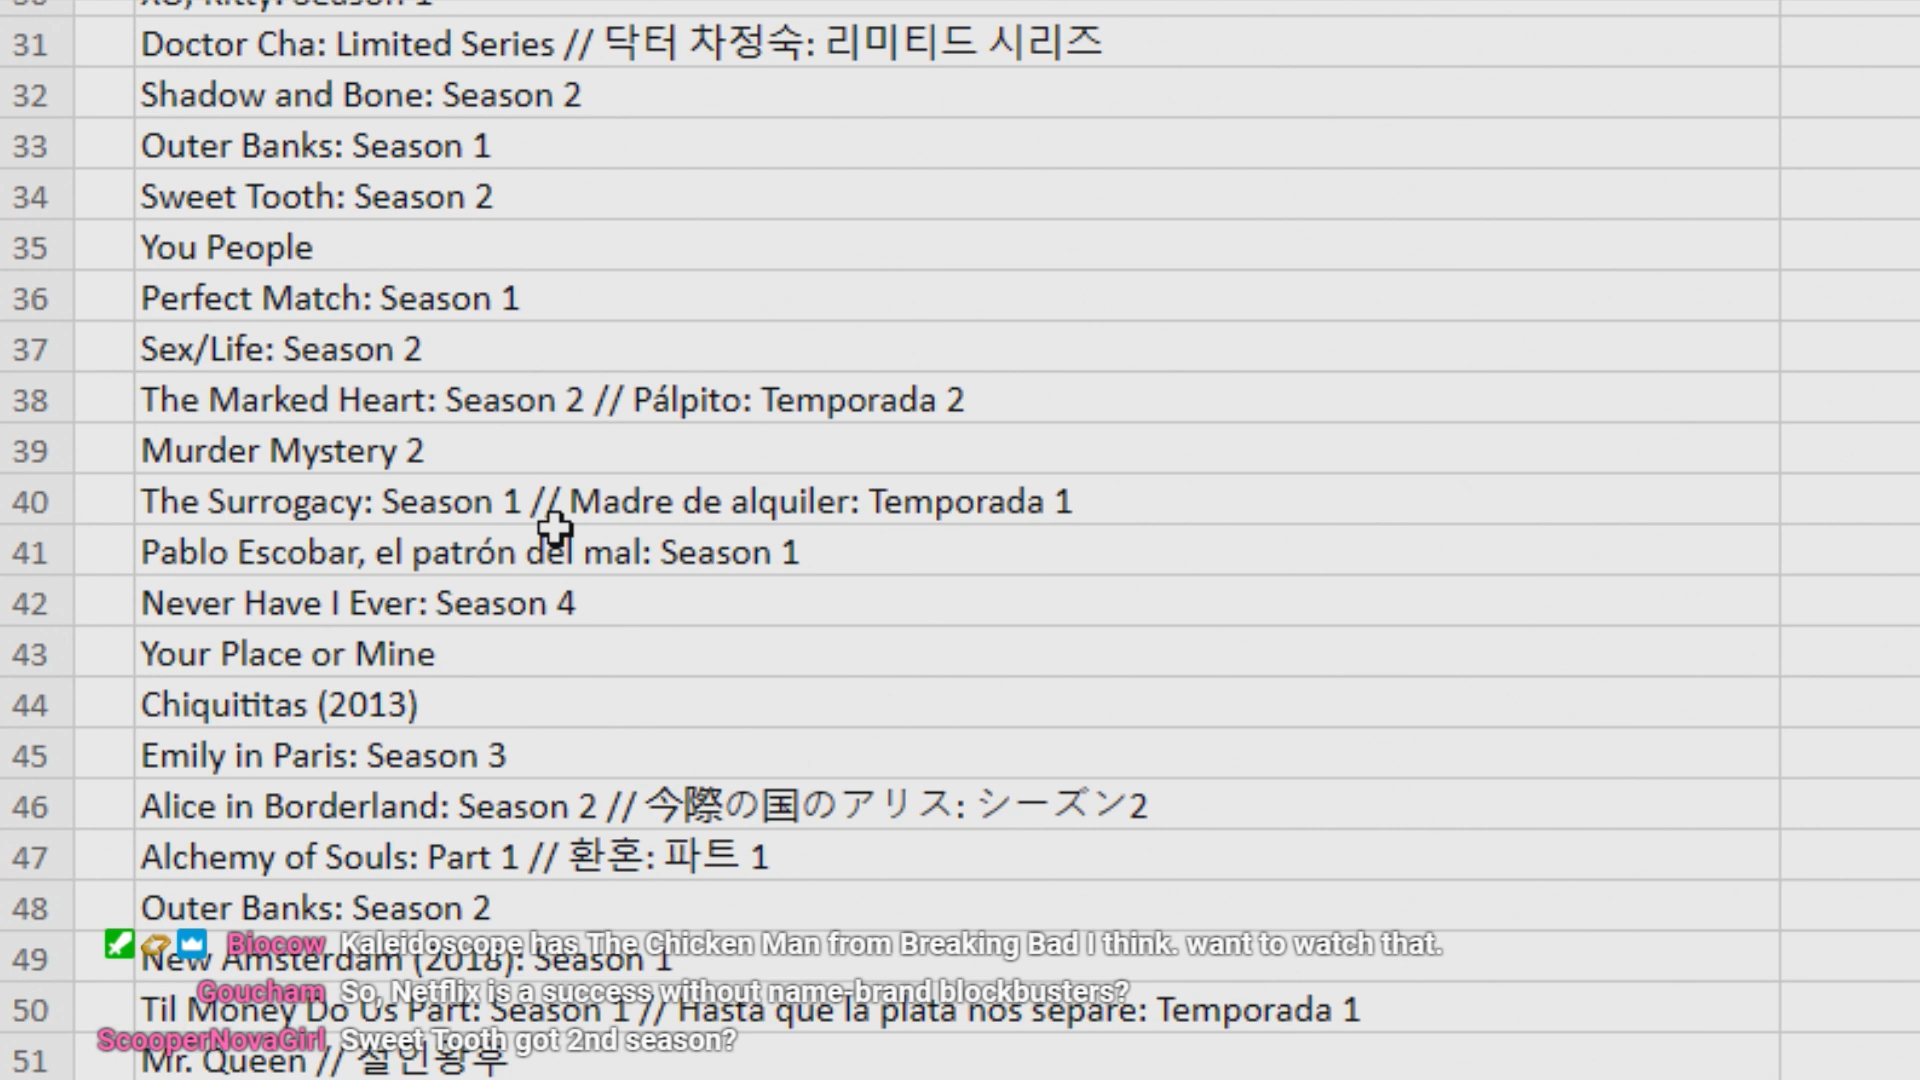 XO, Kitty: Season 1
31 Doctor Cha: Limited Series // 닥터 차정숙: 리미티드 시리즈
32 Shadow and Bone: Season 2
33 Outer Banks: Season 1
34 Sweet Tooth: Season 2
35 You People
36 Perfect Match: Season 1
37 Sex/Life: Season 2
38 The Marked Heart: Season 2 // Pálpito: Temporada 2
39 Murder Mystery 2
40 The Surrogacy: Season 1 // Madre de alquiler: Temporada 1
41 Pablo Escobar, el patrón del mal: Season 1
42 Never Have I Ever: Season 4
43 Your Place or Mine
44 Chiquititas (2013)
45 Emily in Paris: Season 3
46 Alice in Borderland: Season 2 // 今際の国のアリス: シーズン2
47 Alchemy of Souls: Part 1 // 환혼: 파트 1
48 Outer Banks: Season 2
Biocow Kaleidoscope has The Chicken Man from Breaking Bad I think. want to watch that.
49 New Amsterdam (2018): Season 1
Goucham So, Netflix is a success without name-brand blockbusters?
50 Til Money Do Us Part: Season 1 // Hasta que la plata nos separe: Temporada 1
ScooperNovaGirl Sweet Tooth got 2nd season?
51 Mr. Queen // 철인왕후